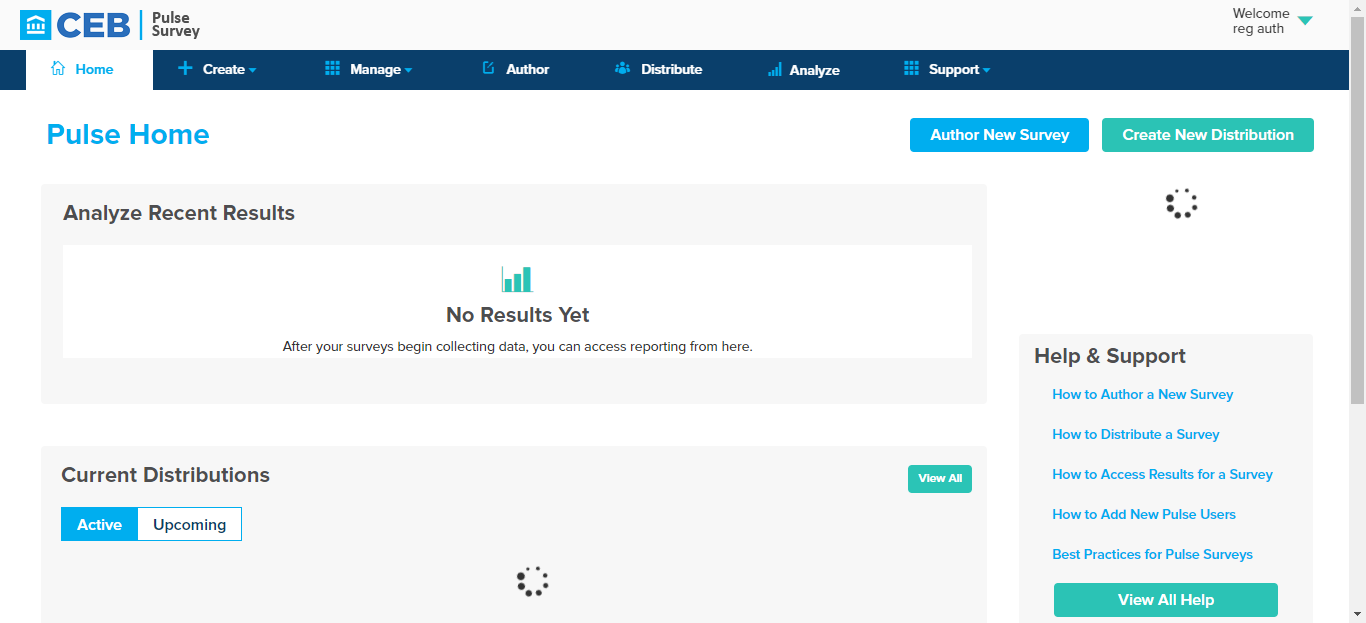 CEB
Pulse
Survey
Welcome
reg auth
Home
Create
Manage
Author
Distribute
Analyze
Support
Pulse Home
Author New Survey
Create New Distribution
Analyze Recent Results
No Results Yet
After your surveys begin collecting data, you can access reporting from here.
Help & Support
How to Author a New Survey
How to Distribute a Survey
How to Access Results for a Survey
How to Add New Pulse Users
Best Practices for Pulse Surveys
View All Help
Current Distributions
View All
Active
Upcoming